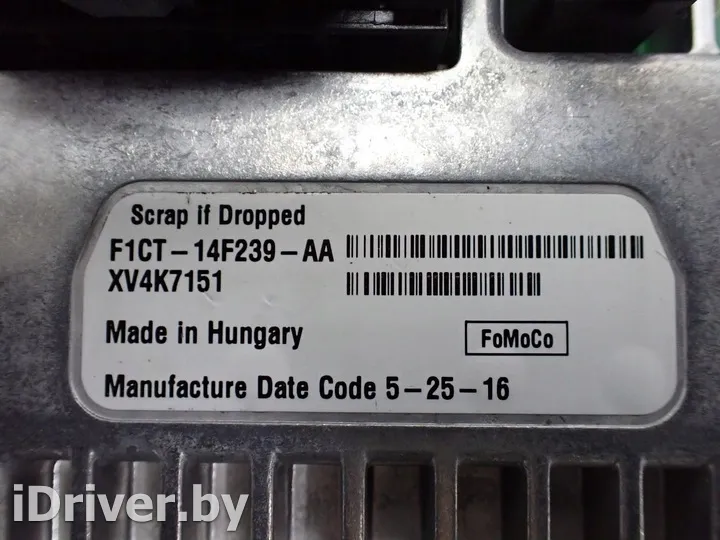 Scrap if Dropped
F1CT-14F239-AA
XV4K7151
Made in Hungary
FoMoCo
Manufacture Date Code 5-25-16
iDriver.by